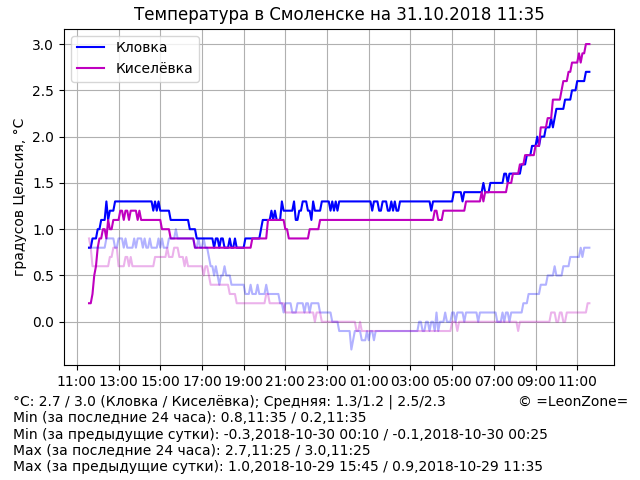 Температура в Смоленске на 31.10.2018 11:35
Кловка
Киселёвка
градусов Цельсия, °C
3.0
2.5
2.0
1.5
1.0
0.5
0.0
11:00 13:00 15:00 17:00 19:00 21:00 23:00 01:00 03:00 05:00 07:00 09:00 11:00
°C: 2.7 / 3.0 (Кловка / Киселёвка); Средняя: 1.3/1.2 | 2.5/2.3 © =LeonZone=
Min (за последние 24 часа): 0.8,11:35 / 0.2,11:35
Min (за предыдущие сутки): -0.3,2018-10-30 00:10 / -0.1,2018-10-30 00:25
Max (за последние 24 часа): 2.7,11:25 / 3.0,11:25
Max (за предыдущие сутки): 1.0,2018-10-29 15:45 / 0.9,2018-10-29 11:35